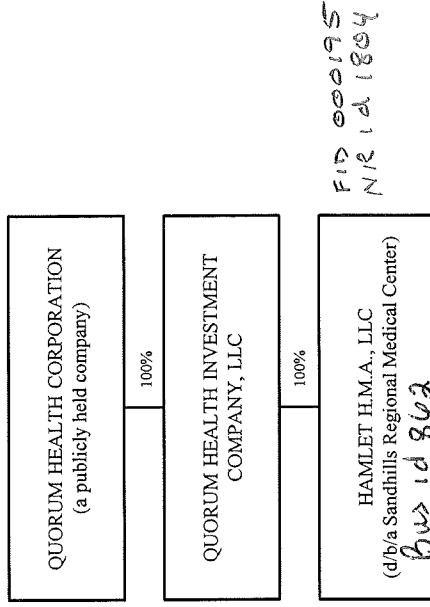 QUORUM HEALTH CORPORATION
(a publicly held company)
100%
QUORUM HEALTH INVESTMENT
COMPANY, LLC
100%
HAMLET H.M.A., LLC
(d/b/a Sandhills Regional Medical Center)
Bus id 862
FID 000195
N/R id 1804